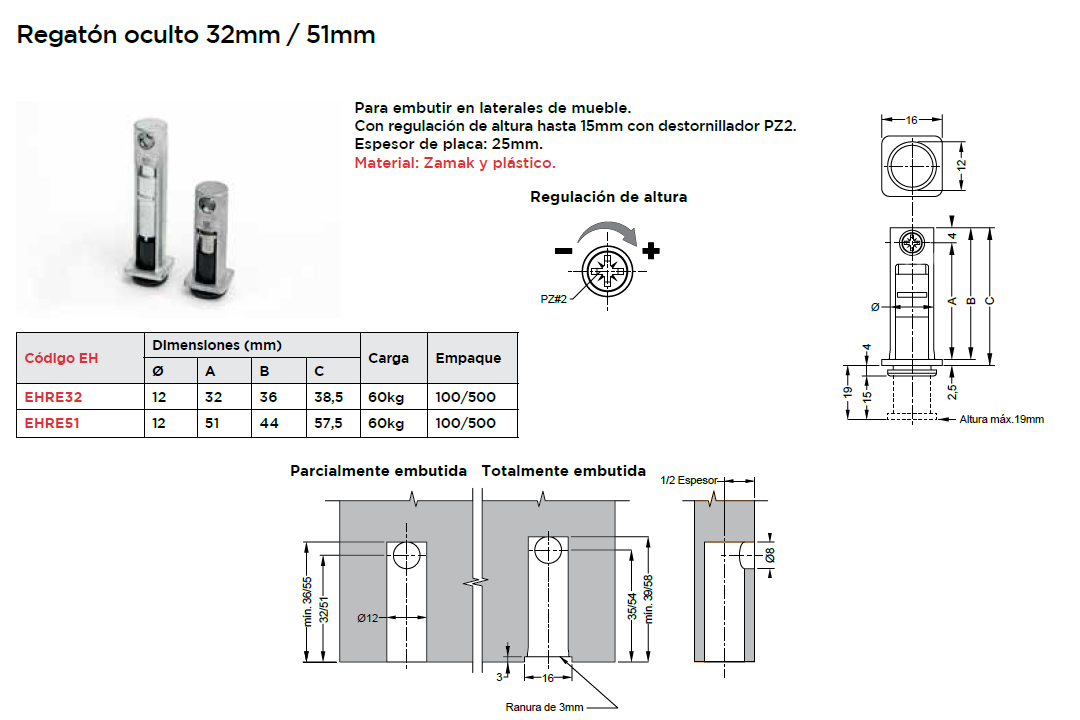 Regatón oculto 32mm / 51mm
Para embutir en laterales de mueble.
Con regulación de altura hasta 15mm con destornillador PZ2.
Espesor de placa: 25mm.
Material: Zamak y plástico.
Regulación de altura
PZ#2
16
12
4
Ø
A
B
C
4
19
15
2,5
Altura máx.19mm
Código EH Dimensiones (mm) Carga Empaque
Ø A B C
EHRE32 12 32 36 38,5 60kg 100/500
EHRE51 12 51 44 57,5 60kg 100/500
Parcialmente embutida Totalmente embutida
1/2 Espesor
mín. 36/55
32/51
Ø12
35/54
mín. 39/58
Ø8
3
16
Ranura de 3mm